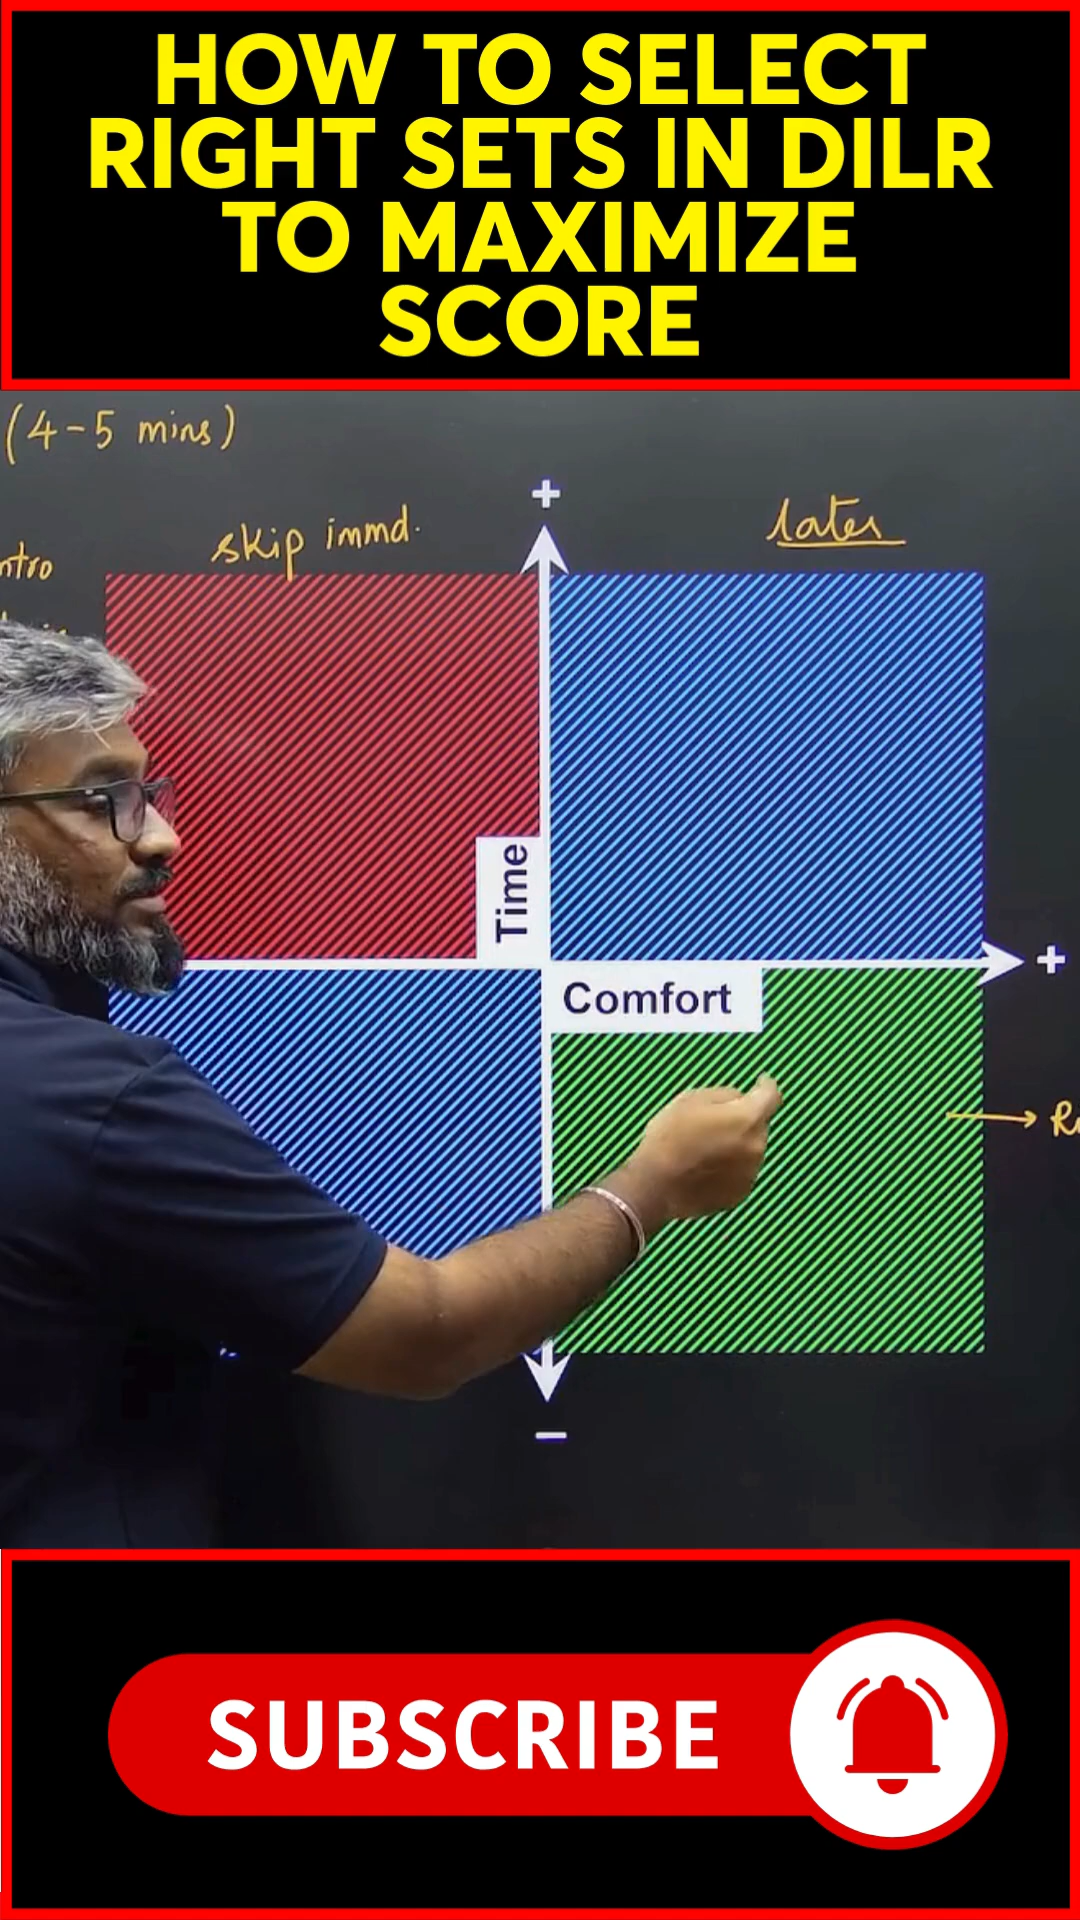 HOW TO SELECT
RIGHT SETS IN DILR
TO MAXIMIZE
SCORE
(4-5 mins)
skip immd.
+
later
Time
+
Comfort
−
SUBSCRIBE